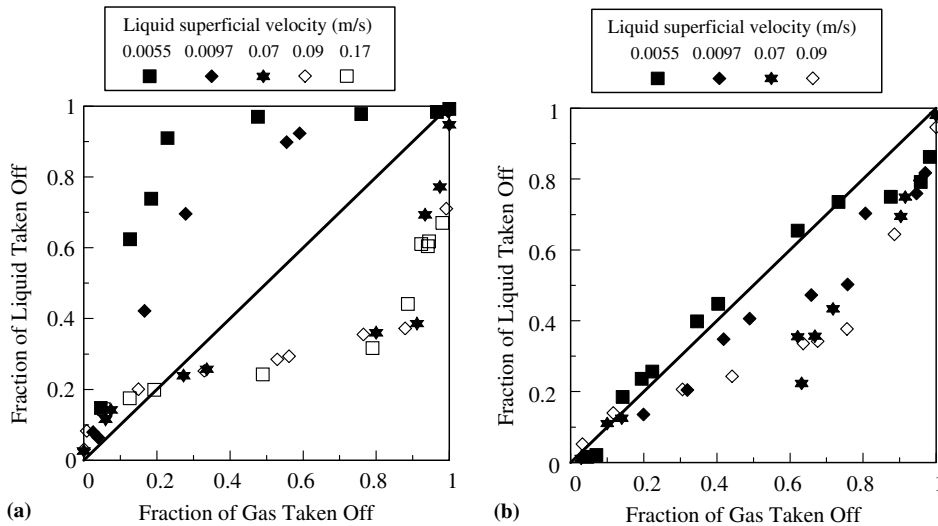 Liquid superficial velocity (m/s)
0.0055 0.0097 0.07 0.09 0.17
1
0.8
0.6
0.4
0.2
0
Fraction of Liquid Taken Off
0 0.2 0.4 0.6 0.8 1
Fraction of Gas Taken Off
(a)
Liquid superficial velocity (m/s)
0.0055 0.0097 0.07 0.09
1
0.8
0.6
0.4
0.2
0
Fraction of Liquid Taken Off
0 0.2 0.4 0.6 0.8 1
Fraction of Gas Taken Off
(b)